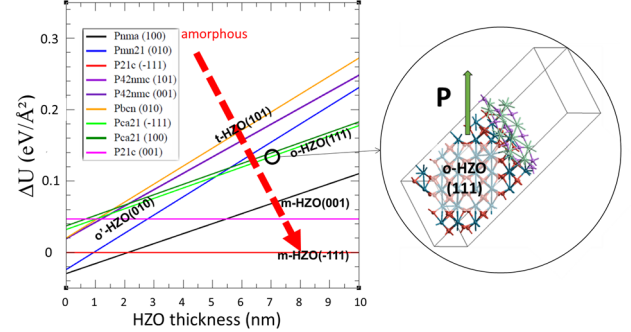 Pnma (100)
Pmn21 (010)
P21c (-111)
P42nmc (101)
P42nmc (001)
Pbcn (010)
Pca21 (-111)
Pca21 (100)
P21c (001)
amorphous
0.3
0.2
0.1
0
ΔU (eV/Å²)
t-HZO(101)
o-HZO(111)
o'-HZO(010)
m-HZO(001)
m-HZO(-111)
0 1 2 3 4 5 6 7 8 9 10
HZO thickness (nm)
P
o-HZO
(111)